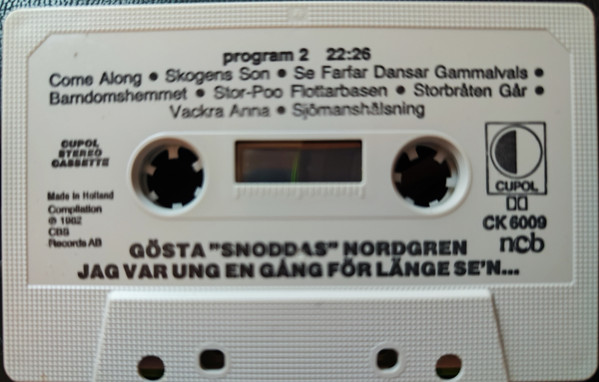 program 2 22:26
Come Along • Skogens Son • Se Farfar Dansar Gammalvals •
Barndomshemmet • Stor-Poo Flottarbasen • Storbråten Går •
Vackra Anna • Sjömanshälsning
CUPOL
STEREO
CASSETTE
Made in Holland
Compilation
℗ 1982
CBS
Records AB
CUPOL
CK 6009
ncb
GÖSTA "SNODDAS" NORDGREN
JAG VAR UNG EN GÅNG FÖR LÄNGE SE'N...